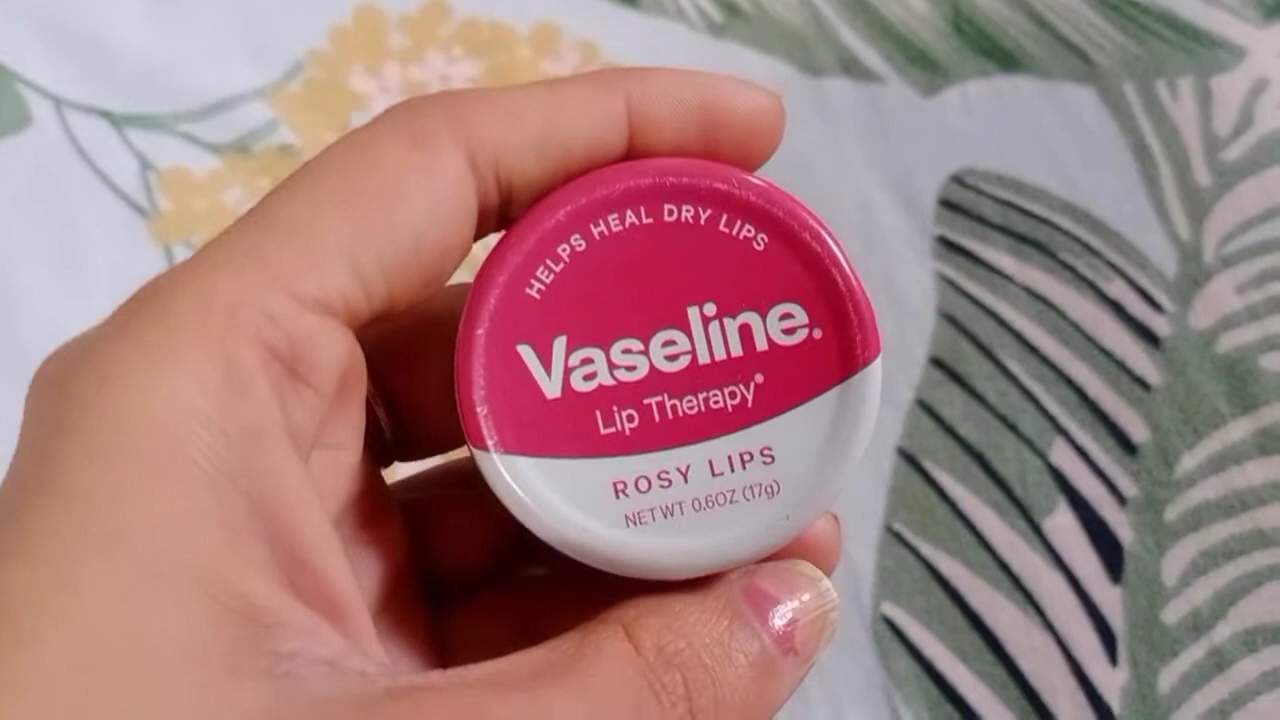 HELPS HEAL DRY LIPS
Vaseline®
Lip Therapy®
ROSY LIPS
NET WT 0.6OZ (17g)